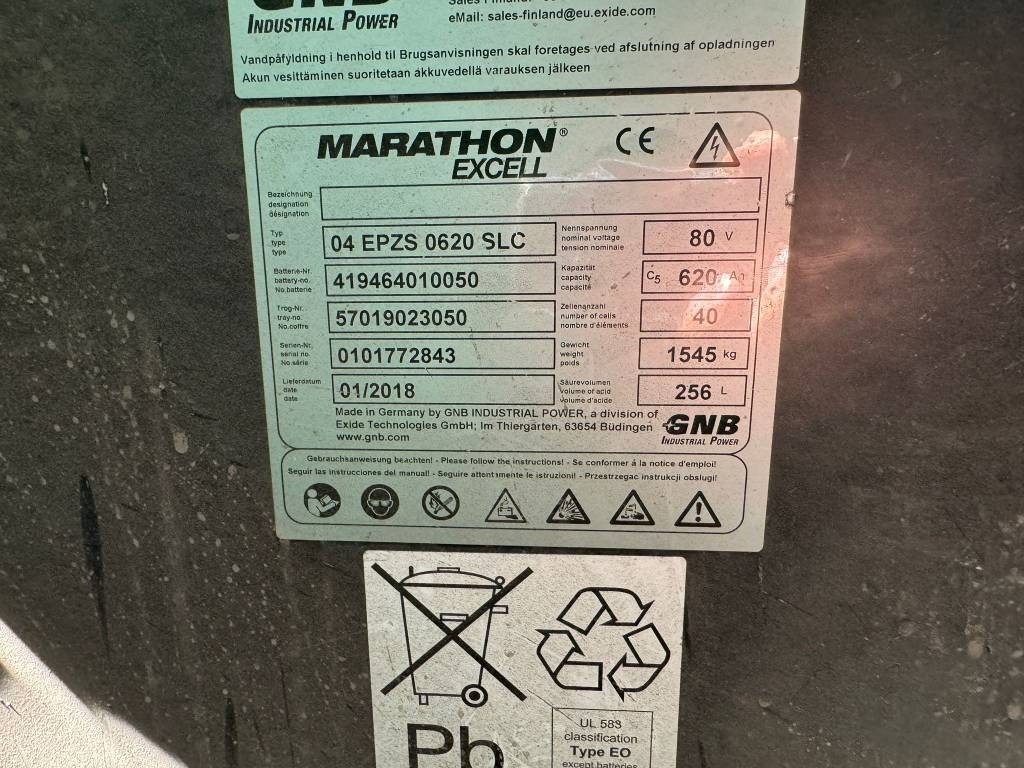 INDUSTRIAL POWER
eMail: sales-finland@eu.exide.com
Vandpåfyldning i henhold til Brugsanvisningen skal foretages ved afslutning af opladningen
Akun vesittäminen suoritetaan akkuvedellä varauksen jälkeen
MARATHON®
EXCELL
CE
Bezeichnung
designation
désignation
Typ
type
type
04 EPZS 0620 SLC
Nennspannung
nominal voltage
tension nominale
80 V
Batterie-Nr.
battery-no.
No.batterie
419464010050
Kapazität
capacity
capacité
C5 620 Ah
Trog-Nr.
tray-no.
No.coffre
57019023050
Zellenanzahl
number of cells
nombre d'éléments
40
Serien-Nr.
serial no.
No.série
0101772843
Gewicht
weight
poids
1545 kg
Lieferdatum
date
date
01/2018
Säurevolumen
volume of acid
volume d'acide
256 L
Made in Germany by GNB INDUSTRIAL POWER, a division of
Exide Technologies GmbH; Im Thiergarten, 63654 Büdingen
www.gnb.com
GNB
INDUSTRIAL POWER
Gebrauchsanweisung beachten! - Please follow the instructions! - Se conformer à la notice d'emploi!
Seguir las instrucciones del manual! - Seguire attentamente le istruzioni! - Przestrzegac instrukcji obslugi!
Pb
UL 583
classification
Type EO
except batteries